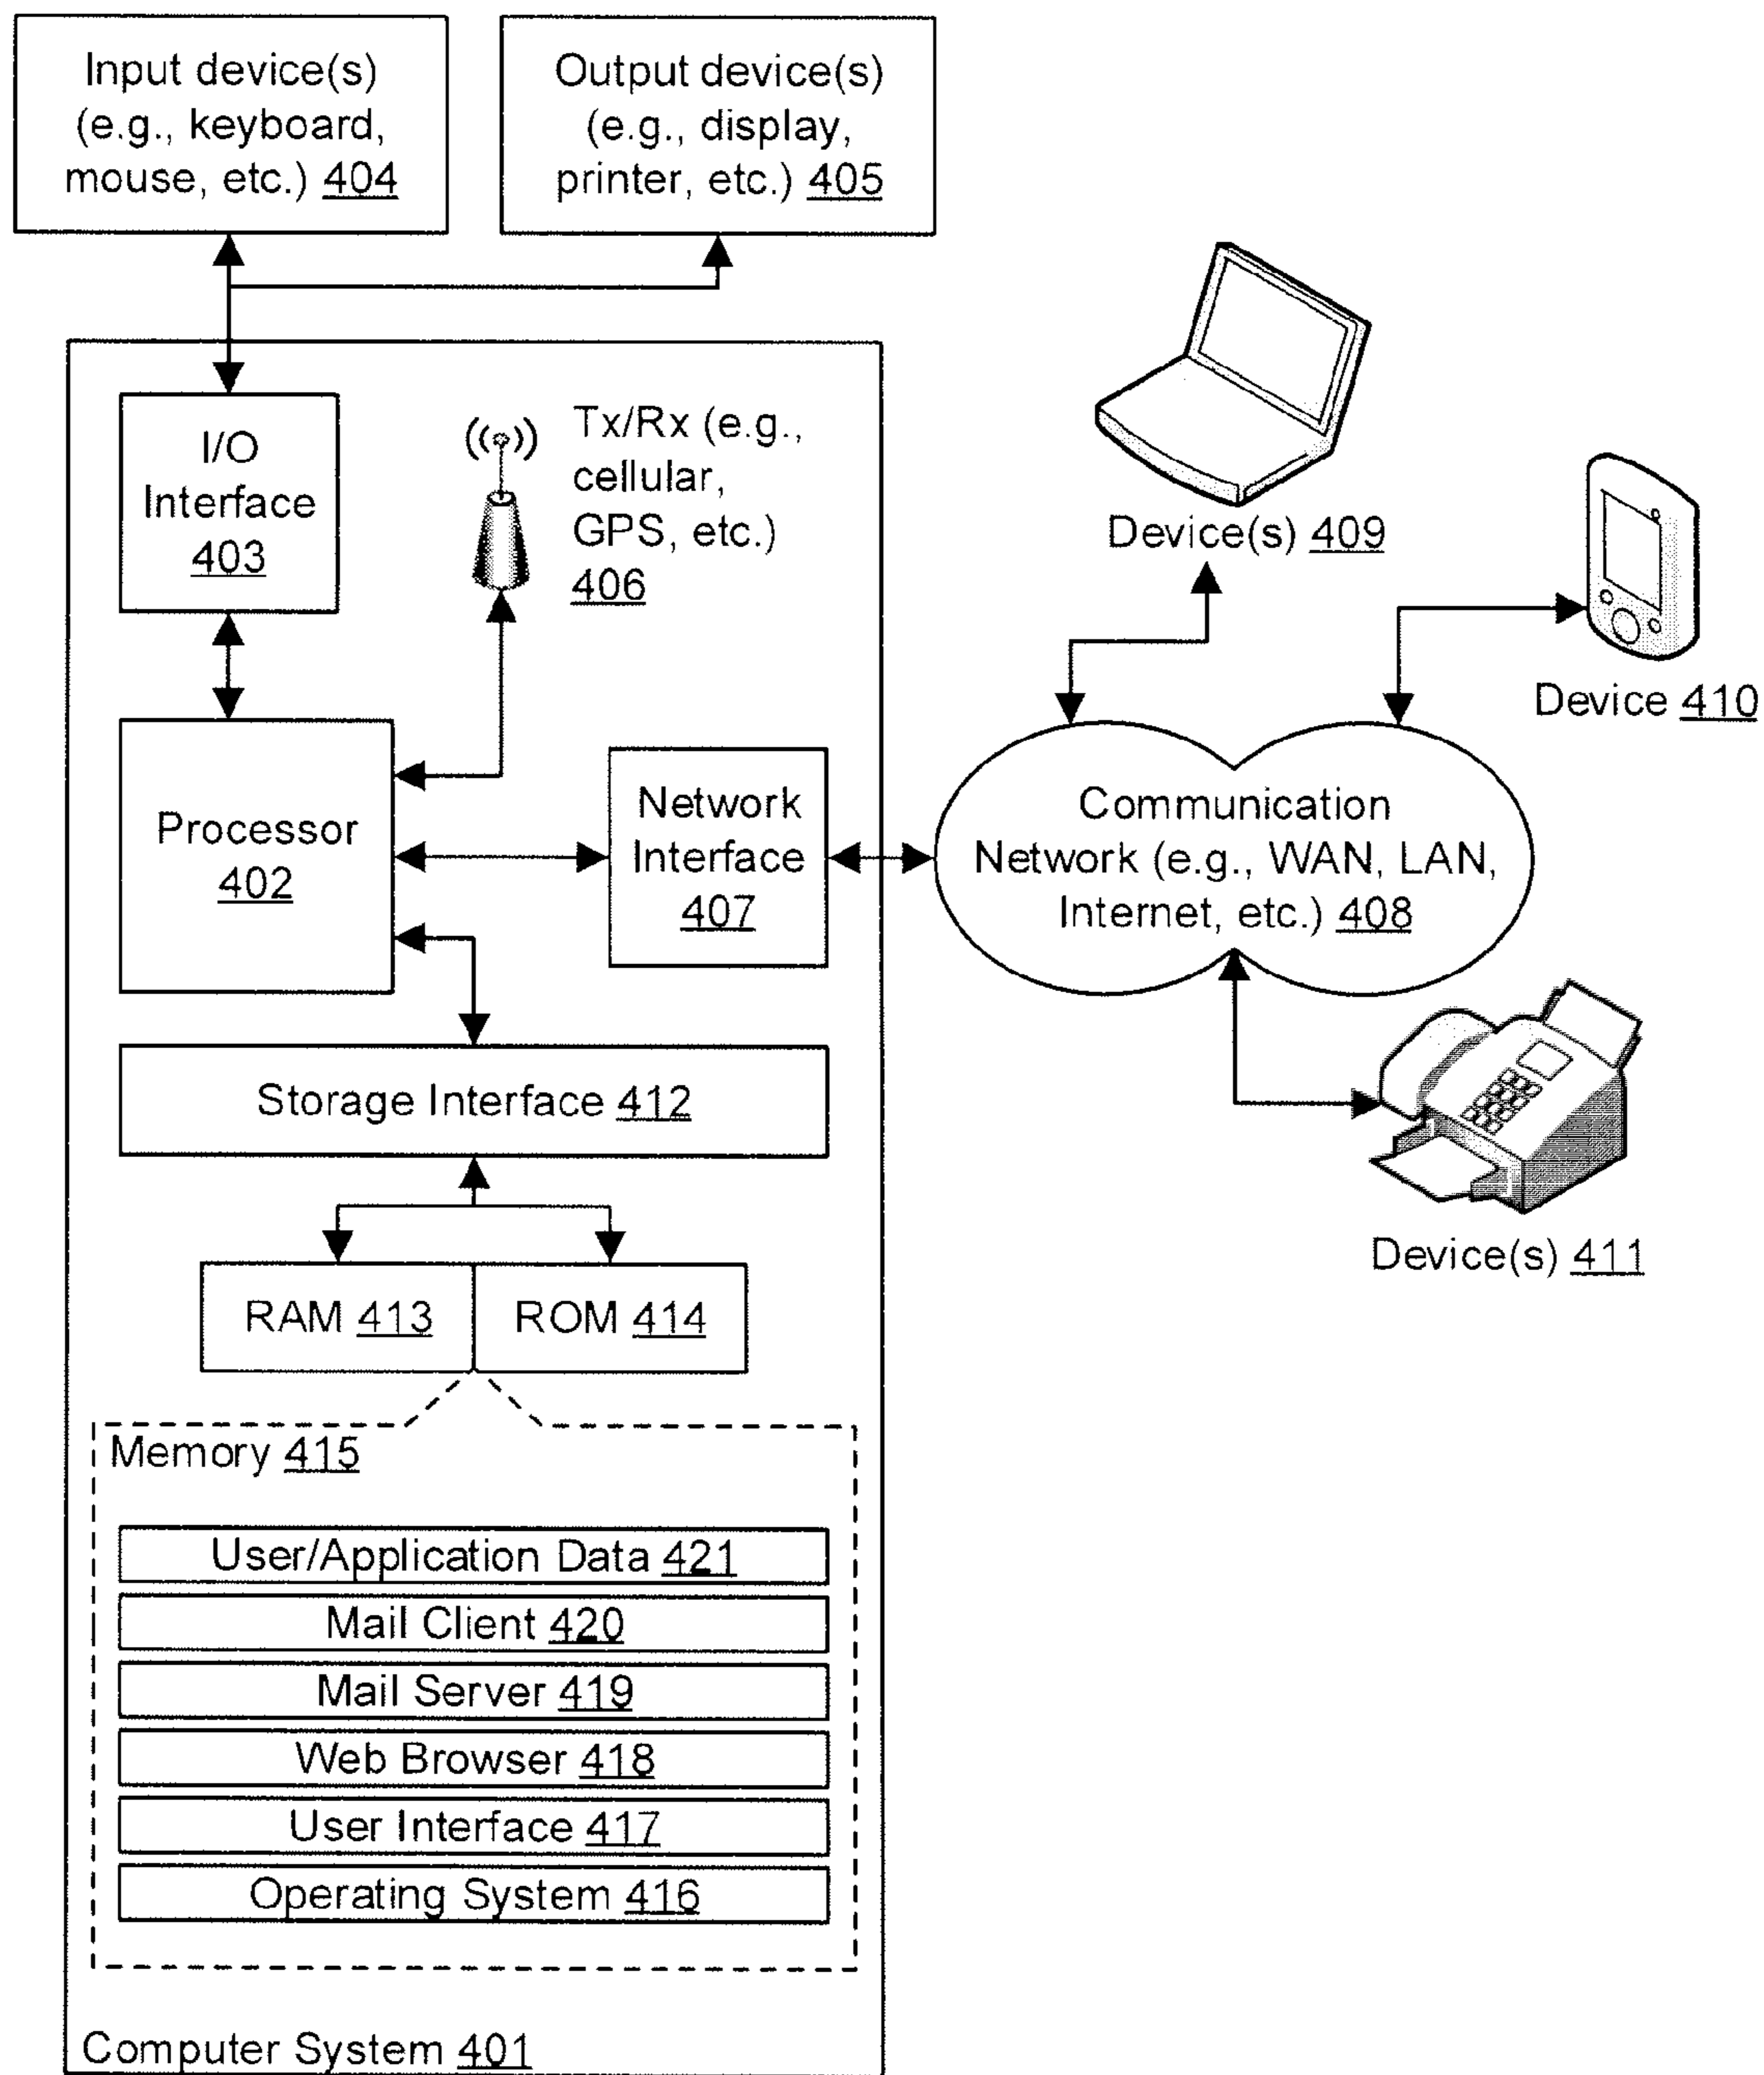 Input device(s)
(e.g., keyboard,
mouse, etc.) 404
Output device(s)
(e.g., display,
printer, etc.) 405
I/O
Interface
403
Tx/Rx (e.g.,
cellular,
GPS, etc.)
406
Device(s) 409
Device 410
Processor
402
Network
Interface
407
Communication
Network (e.g., WAN, LAN,
Internet, etc.) 408
Storage Interface 412
Device(s) 411
RAM 413
ROM 414
Memory 415
User/Application Data 421
Mail Client 420
Mail Server 419
Web Browser 418
User Interface 417
Operating System 416
Computer System 401